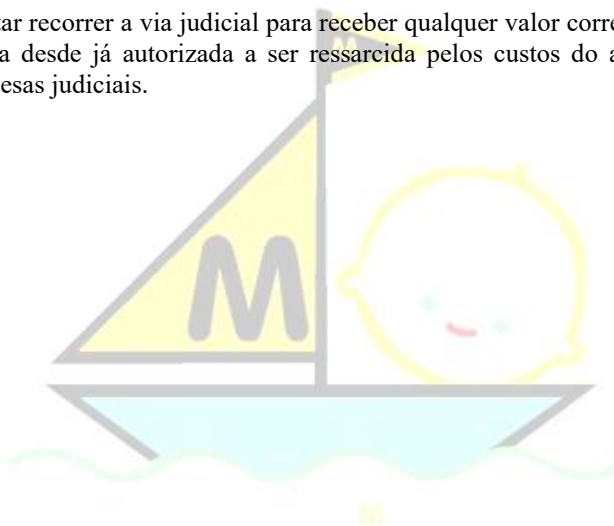 tar recorrer a via judicial para receber qualquer valor corre
a desde já autorizada a ser ressarcida pelos custos do a
esas judiciais.
M
M
M